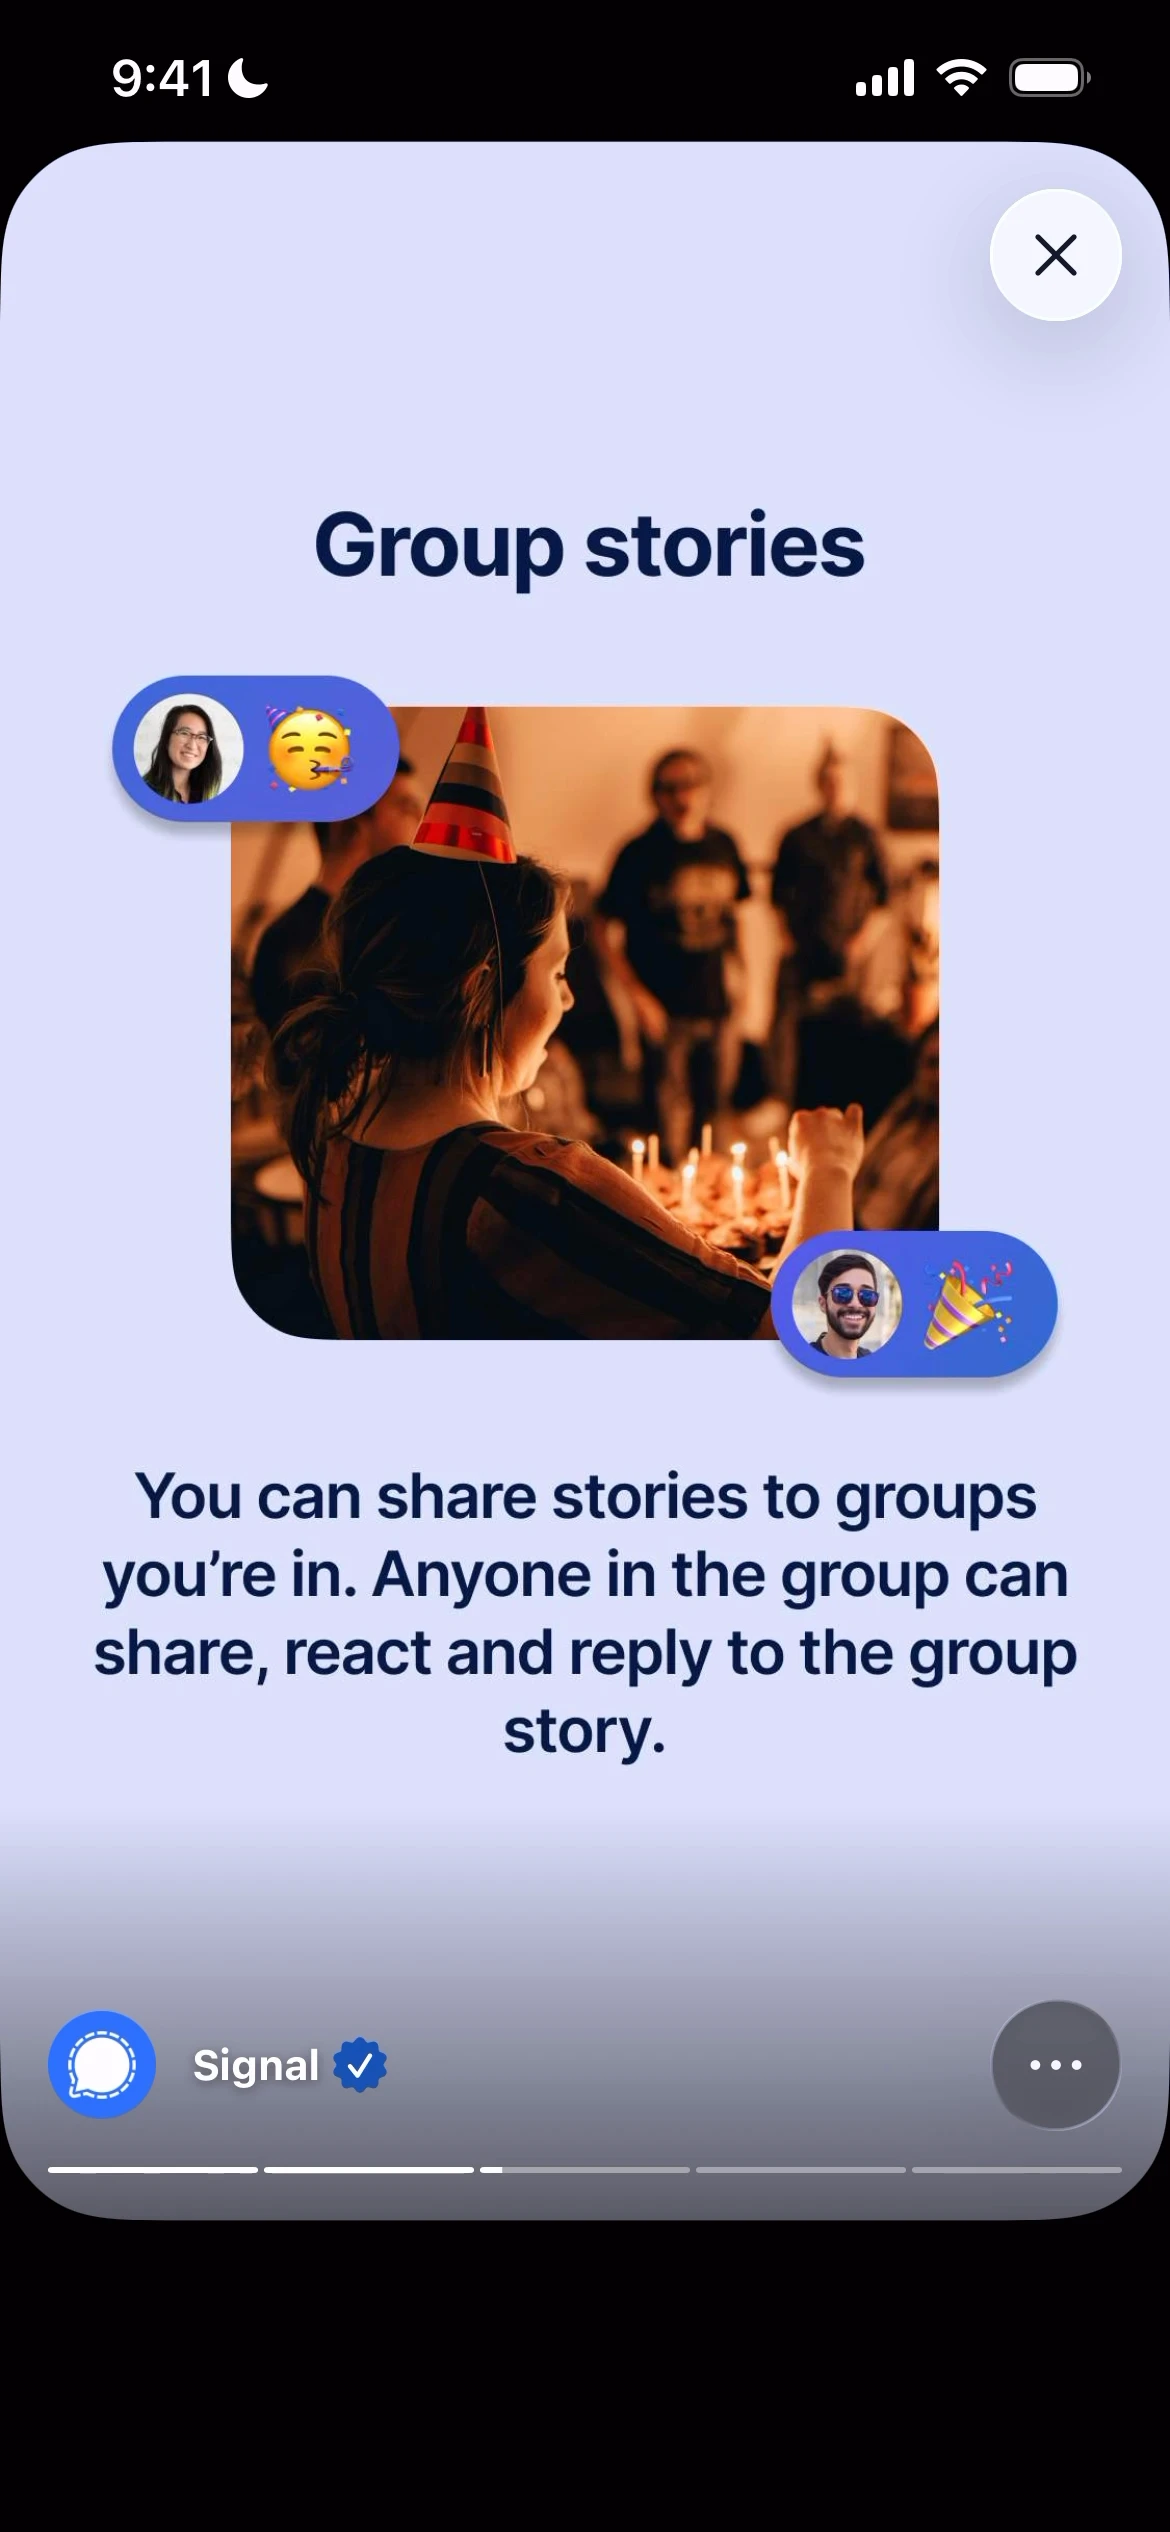 9:41
Group stories
You can share stories to groups
you’re in. Anyone in the group can
share, react and reply to the group
story.
Signal